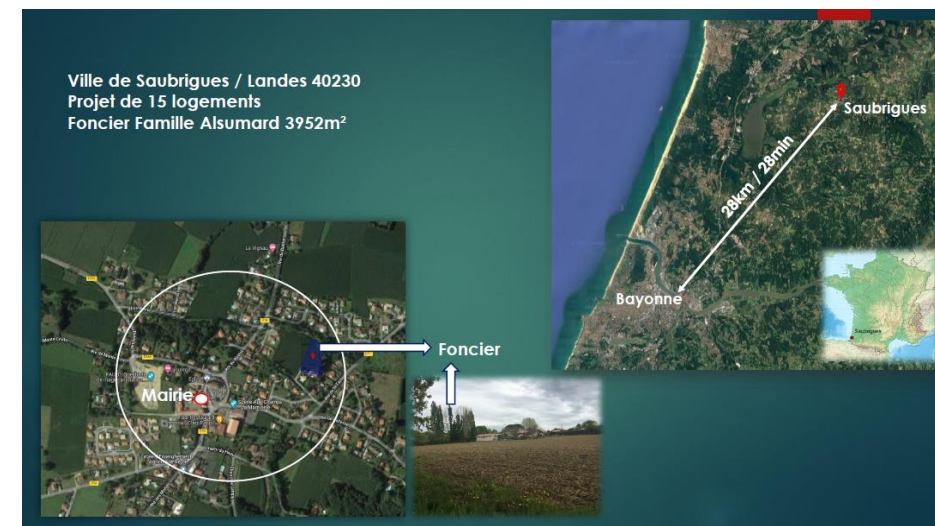 Ville de Saubrigues / Landes 40230
Projet de 15 logements
Foncier Famille Alsumard 3952m²
Saubrigues
28km / 28min
Bayonne
Saubrigues
Foncier
Mairie